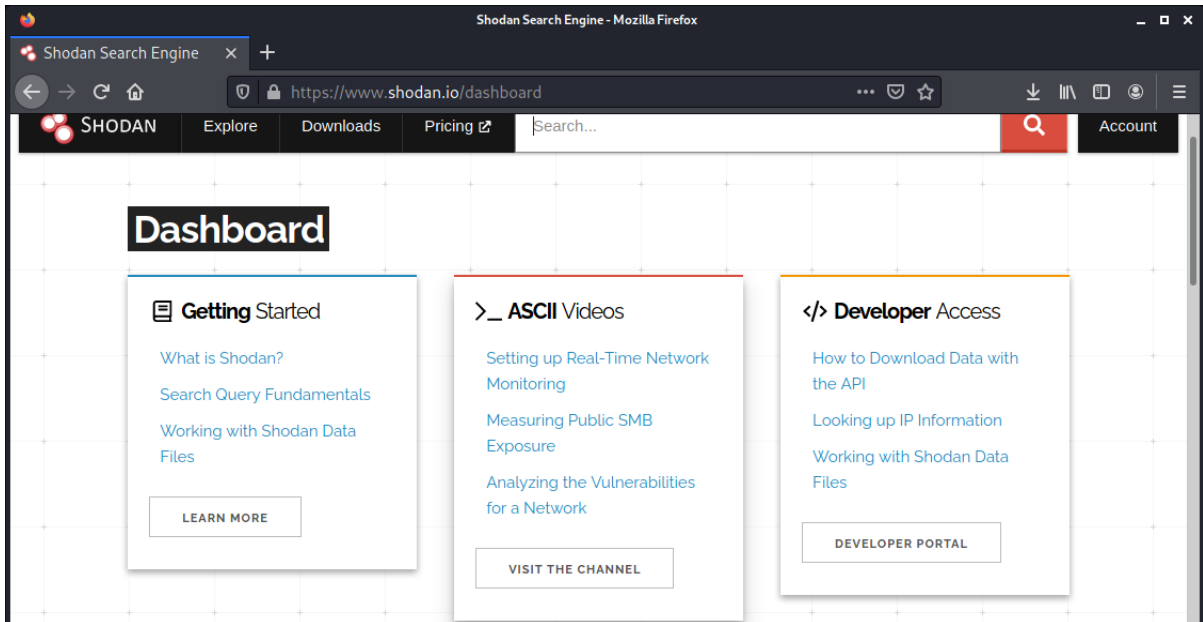 Shodan Search Engine - Mozilla Firefox
Shodan Search Engine
https://www.shodan.io/dashboard
SHODAN Explore Downloads Pricing Search... Account
Dashboard
Getting Started
What is Shodan?
Search Query Fundamentals
Working with Shodan Data
Files
LEARN MORE
>_ ASCII Videos
Setting up Real-Time Network
Monitoring
Measuring Public SMB
Exposure
Analyzing the Vulnerabilities
for a Network
VISIT THE CHANNEL
</> Developer Access
How to Download Data with
the API
Looking up IP Information
Working with Shodan Data
Files
DEVELOPER PORTAL